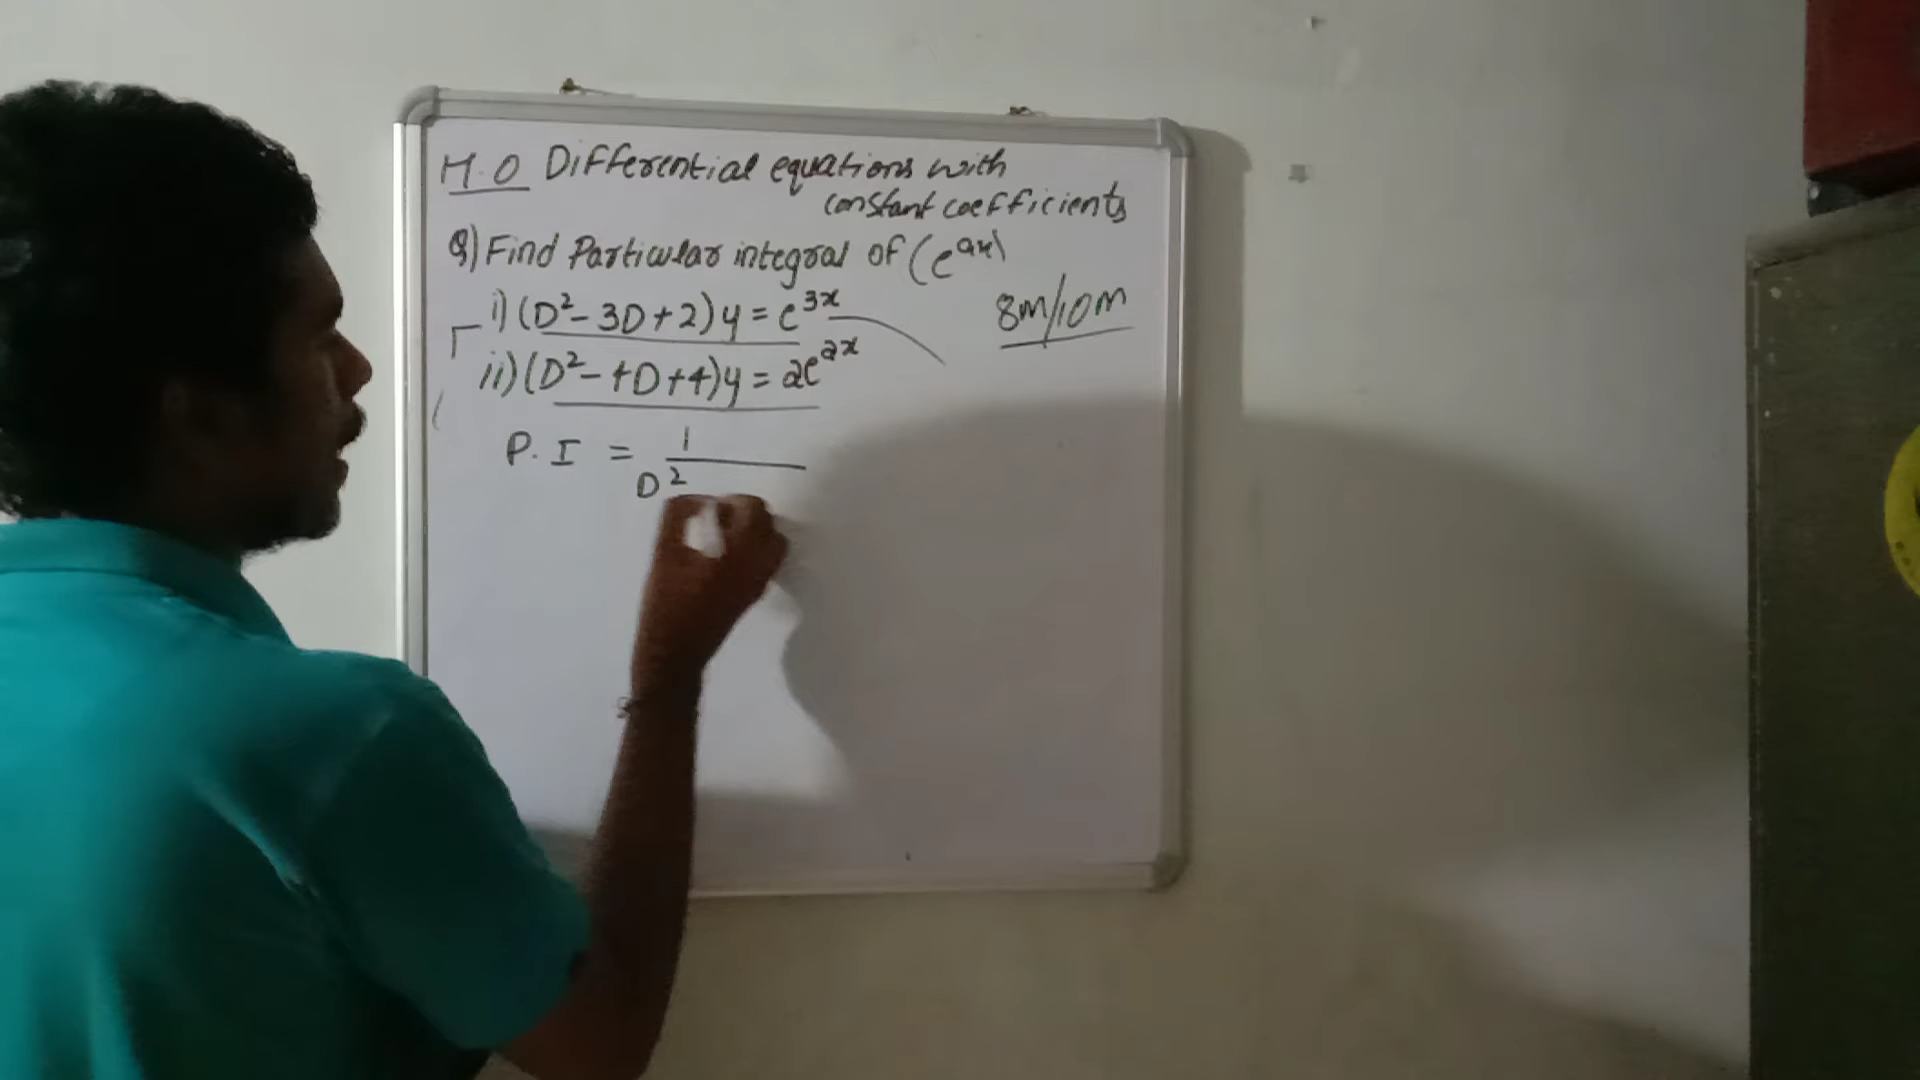 H.O Differential equations with
constant coefficients
Q) Find Particular integral of (e^ax)
i) (D²- 3D+2)y = e^3x
8m/10m
ii) (D²-4D+4)y = 2e^2x
P.I = 1
D²